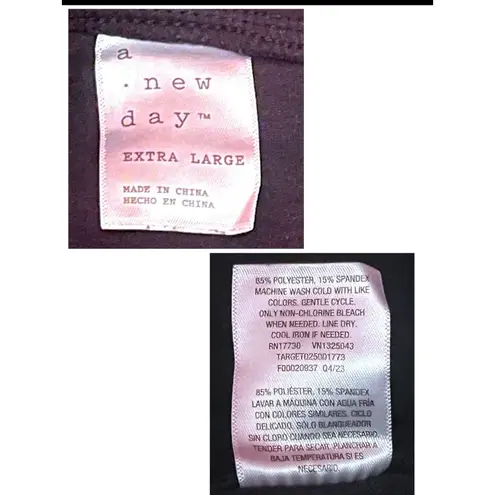 a
· new
day™
EXTRA LARGE
MADE IN CHINA
HECHO EN CHINA
85% POLYESTER, 15% SPANDEX
MACHINE WASH COLD WITH LIKE
COLORS. GENTLE CYCLE.
ONLY NON-CHLORINE BLEACH
WHEN NEEDED. LINE DRY.
COOL IRON IF NEEDED.
RN17730 VN1325043
TARGET025001773
F00020937 Q4/23
85% POLIÉSTER, 15% SPANDEX
LAVAR A MÁQUINA CON AGUA FRÍA
CON COLORES SIMILARES. CICLO
DELICADO. SÓLO BLANQUEADOR
SIN CLORO CUANDO SEA NECESARIO.
TENDER PARA SECAR. PLANCHAR A
BAJA TEMPERATURA SI ES
NECESARIO.